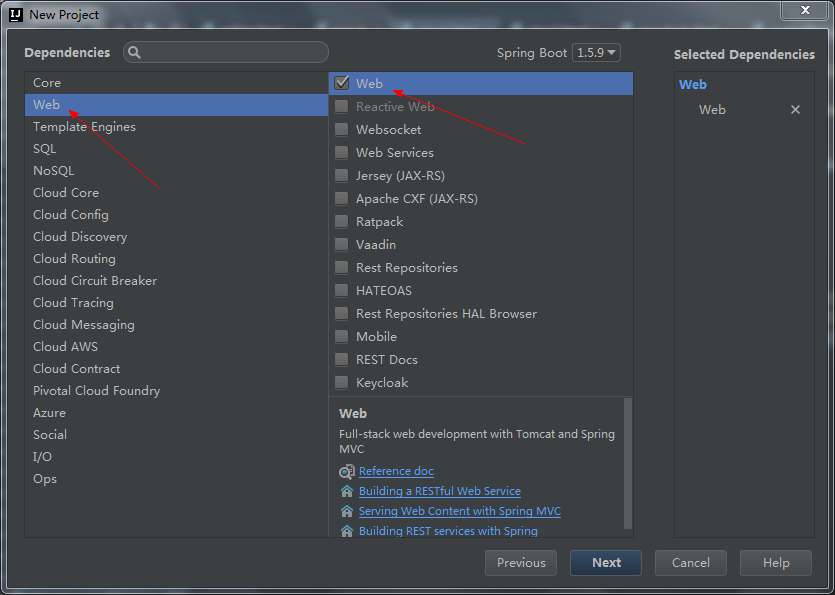 New Project
Dependencies
Spring Boot 1.5.9
Selected Dependencies
Core
Web
Template Engines
SQL
NoSQL
Cloud Core
Cloud Config
Cloud Discovery
Cloud Routing
Cloud Circuit Breaker
Cloud Tracing
Cloud Messaging
Cloud AWS
Cloud Contract
Pivotal Cloud Foundry
Azure
Social
I/O
Ops
Web
Reactive Web
Websocket
Web Services
Jersey (JAX-RS)
Apache CXF (JAX-RS)
Ratpack
Vaadin
Rest Repositories
HATEOAS
Rest Repositories HAL Browser
Mobile
REST Docs
Keycloak
Web
Full-stack web development with Tomcat and Spring
MVC
Reference doc
Building a RESTful Web Service
Serving Web Content with Spring MVC
Building REST services with Spring
Web
Web
Previous
Next
Cancel
Help